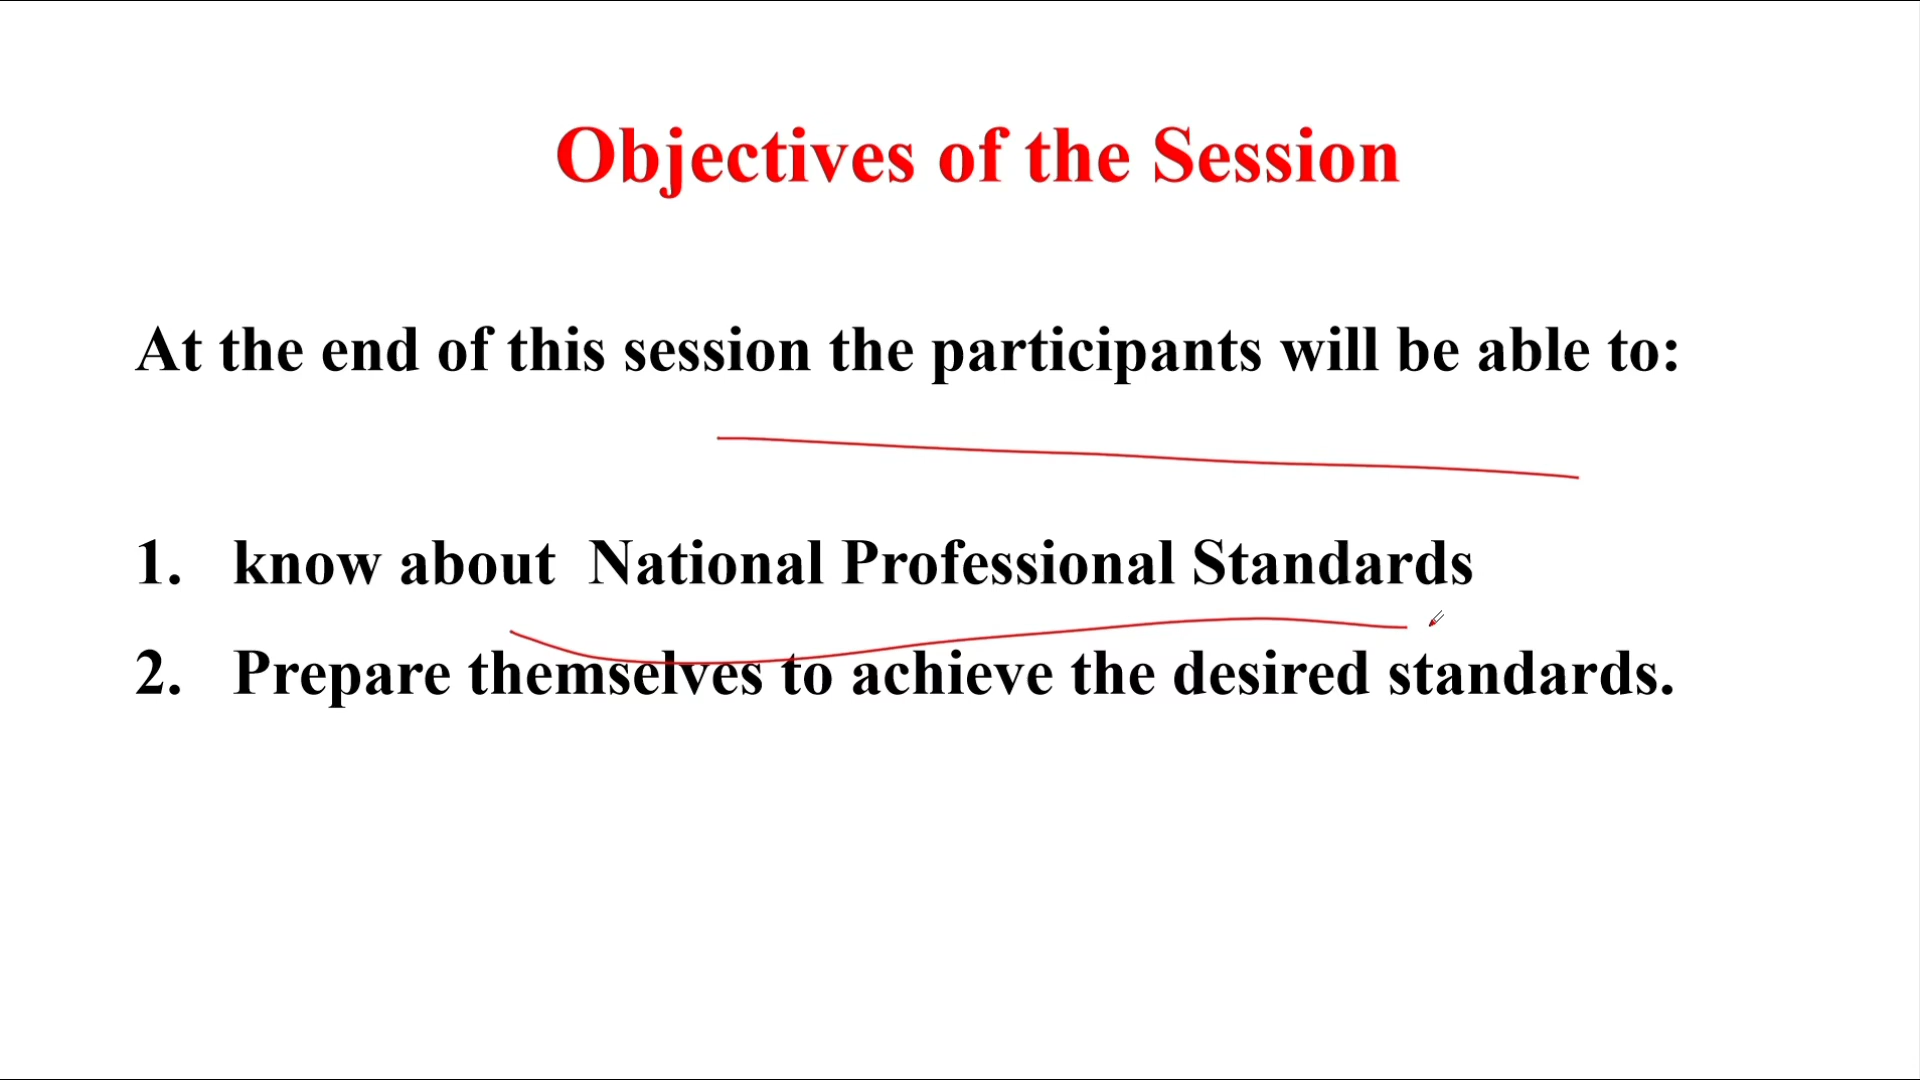 Objectives of the Session
At the end of this session the participants will be able to:
1. know about National Professional Standards
2. Prepare themselves to achieve the desired standards.